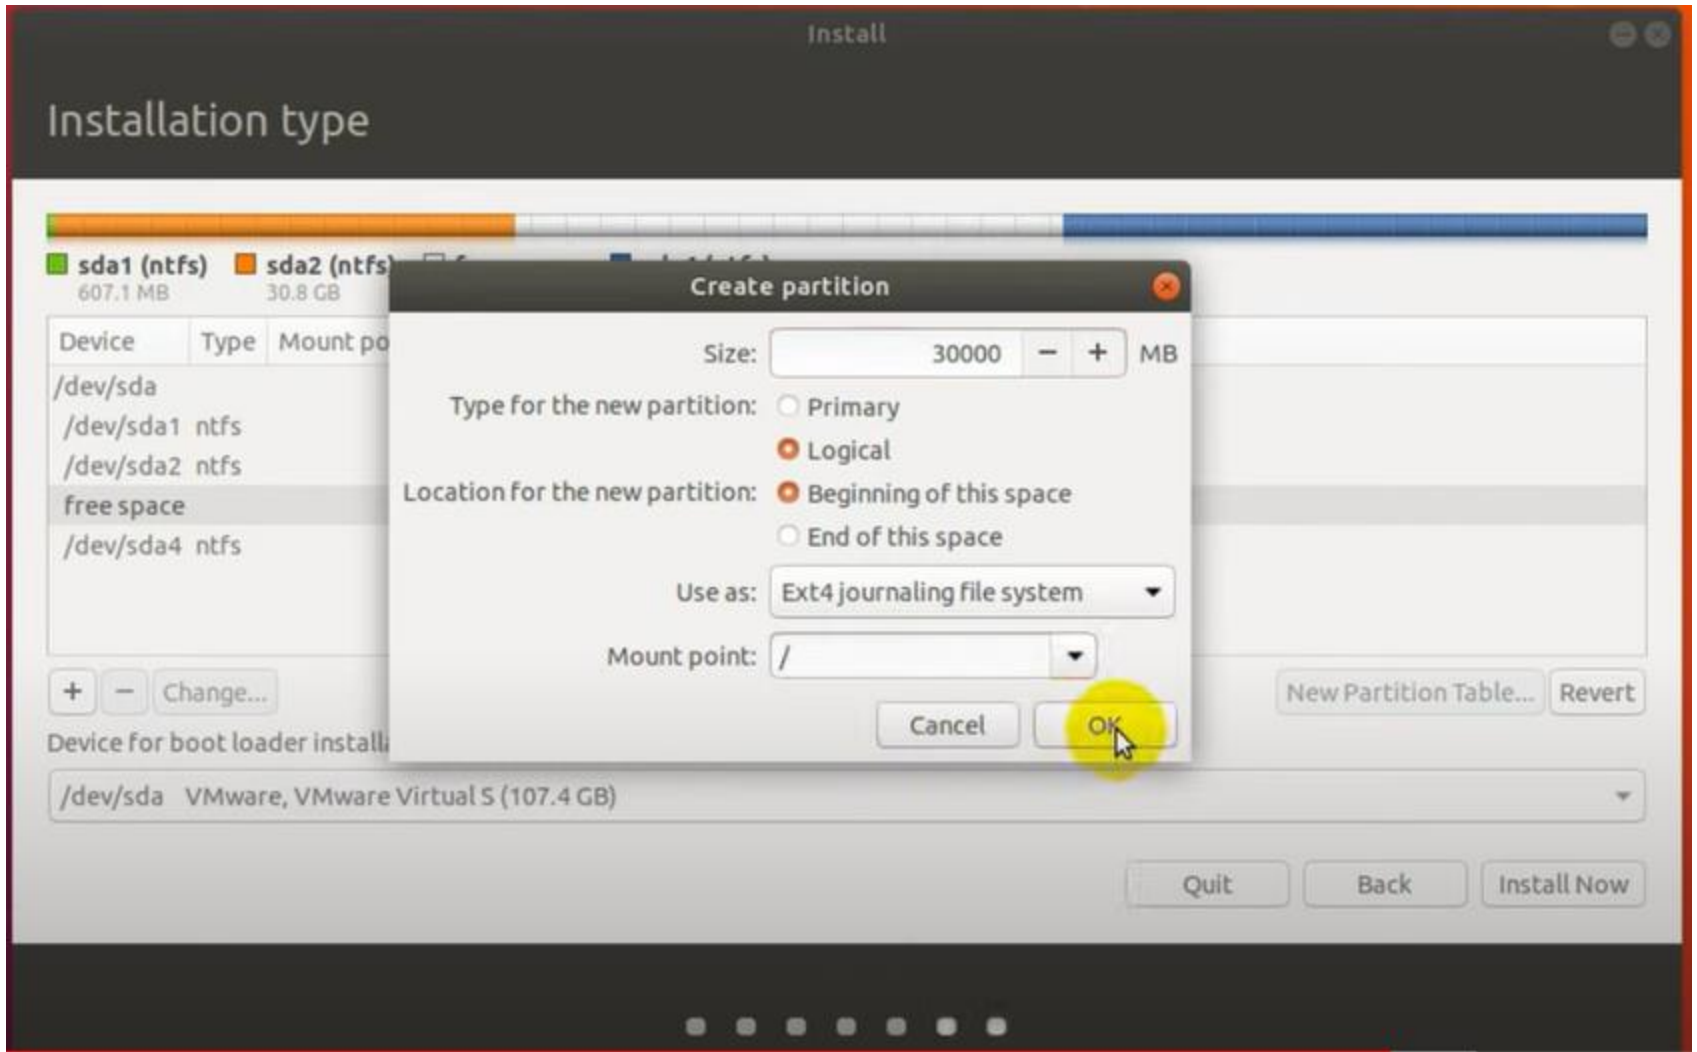 Install
Installation type
sda1 (ntfs) sda2 (ntfs)
607.1 MB 30.8 GB
Create partition
Device Type Mount po
Size: 30000 − + MB
/dev/sda
Type for the new partition: Primary
/dev/sda1 ntfs
Logical
/dev/sda2 ntfs
Location for the new partition: Beginning of this space
free space
End of this space
/dev/sda4 ntfs
Use as: Ext4 journaling file system
Mount point: /
+ − Change...
New Partition Table... Revert
Cancel OK
Device for boot loader install
/dev/sda VMware, VMware Virtual S (107.4 GB)
Quit Back Install Now